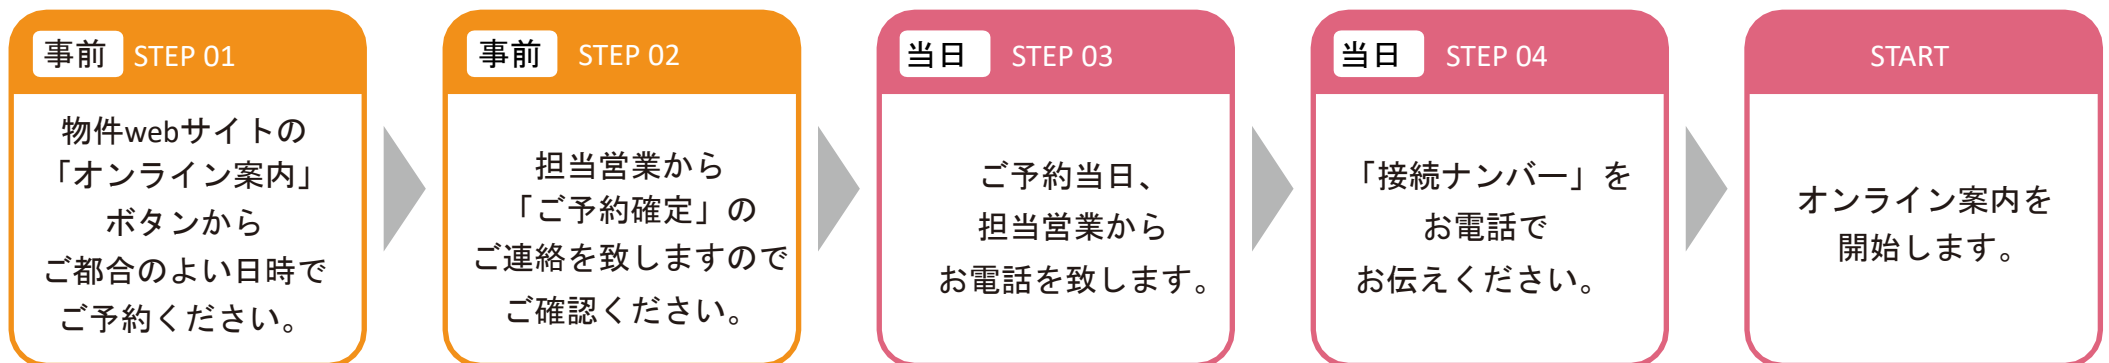 事前 STEP 01
物件webサイトの
「オンライン案内」
ボタンから
ご都合のよい日時で
ご予約ください。
事前 STEP 02
担当営業から
「ご予約確定」の
ご連絡を致しますので
ご確認ください。
当日 STEP 03
ご予約当日、
担当営業から
お電話を致します。
当日 STEP 04
「接続ナンバー」を
お電話で
お伝えください。
START
オンライン案内を
開始します。